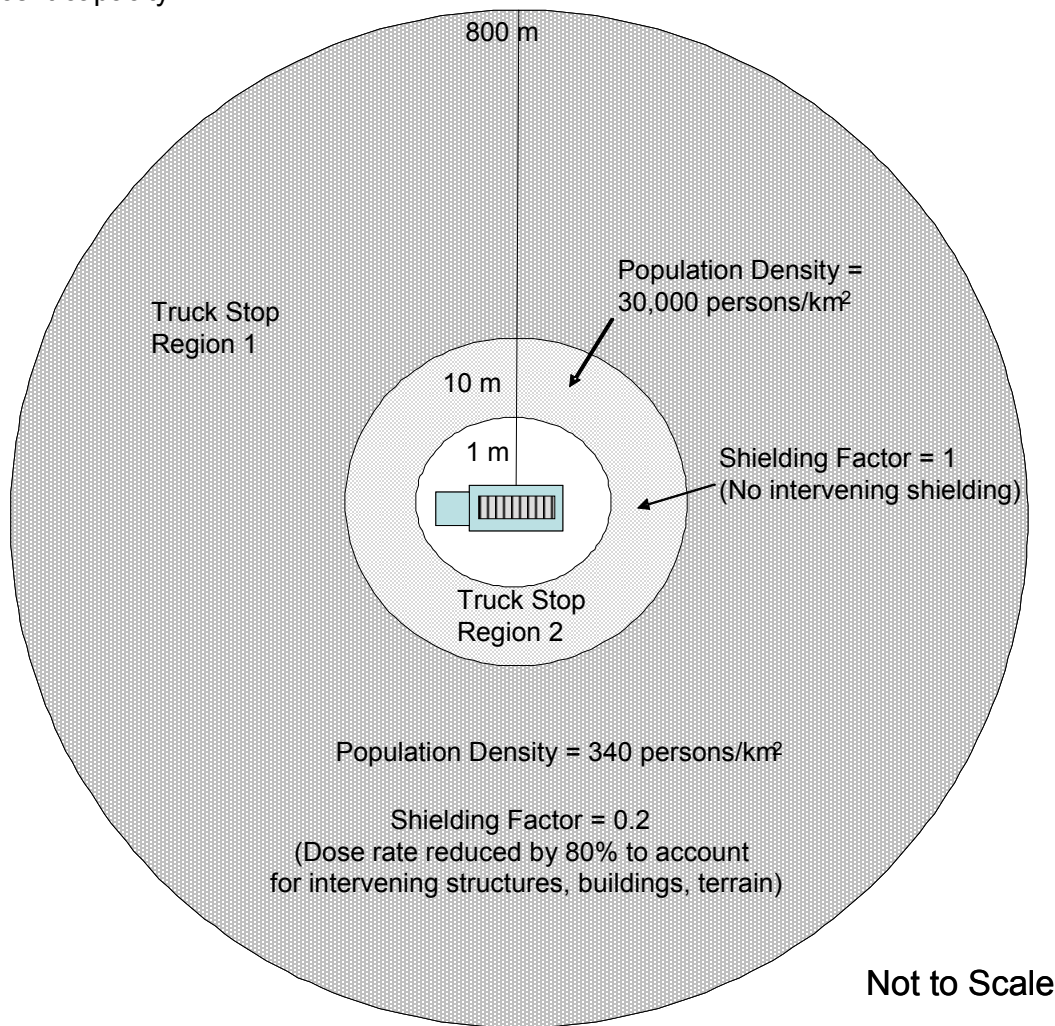 800 m
Population Density =
30,000 persons/km²
Truck Stop
Region 1
10 m
1 m
Shielding Factor = 1
(No intervening shielding)
Truck Stop
Region 2
Population Density = 340 persons/km²
Shielding Factor = 0.2
(Dose rate reduced by 80% to account
for intervening structures, buildings, terrain)
Not to Scale